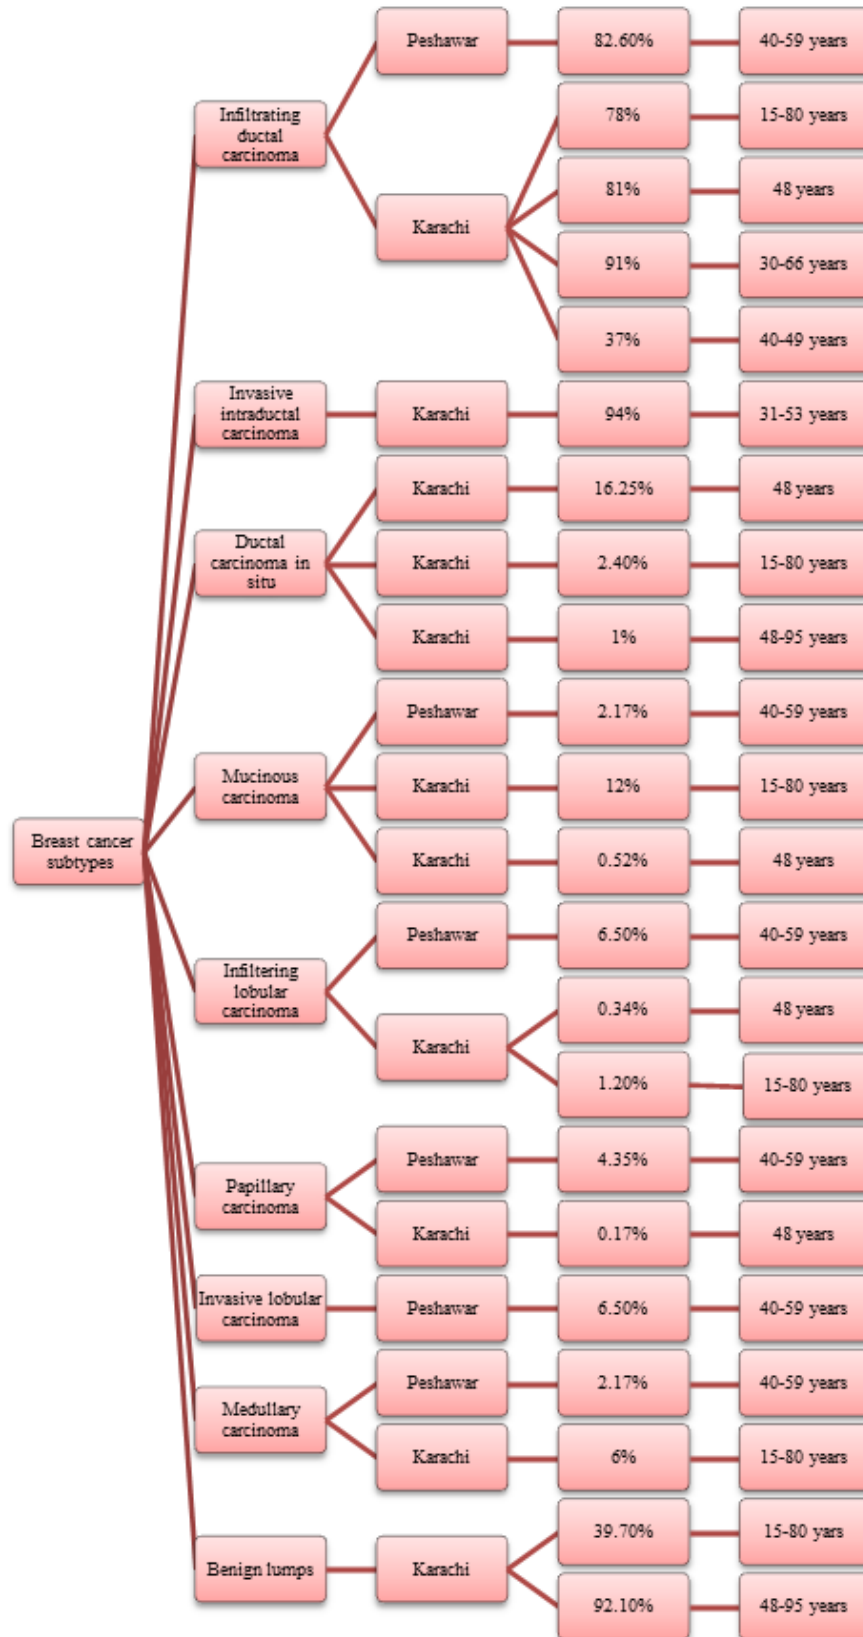 Peshawar
82.60%
40-59 years
Infiltrating
ductal
carcinoma
78%
15-80 years
Karachi
81%
48 years
91%
30-66 years
37%
40-49 years
Invasive
intraductal
carcinoma
Karachi
94%
31-53 years
Ductal
carcinoma in
situ
Karachi
16.25%
48 years
Karachi
2.40%
15-80 years
Karachi
1%
48-95 years
Breast cancer
subtypes
Mucinous
carcinoma
Peshawar
2.17%
40-59 years
Karachi
12%
15-80 years
Karachi
0.52%
48 years
Infiltering
lobular
carcinoma
Peshawar
6.50%
40-59 years
Karachi
0.34%
48 years
1.20%
15-80 years
Papillary
carcinoma
Peshawar
4.35%
40-59 years
Karachi
0.17%
48 years
Invasive lobular
carcinoma
Peshawar
6.50%
40-59 years
Medullary
carcinoma
Peshawar
2.17%
40-59 years
Karachi
6%
15-80 years
Benign lumps
Karachi
39.70%
15-80 yars
92.10%
48-95 years